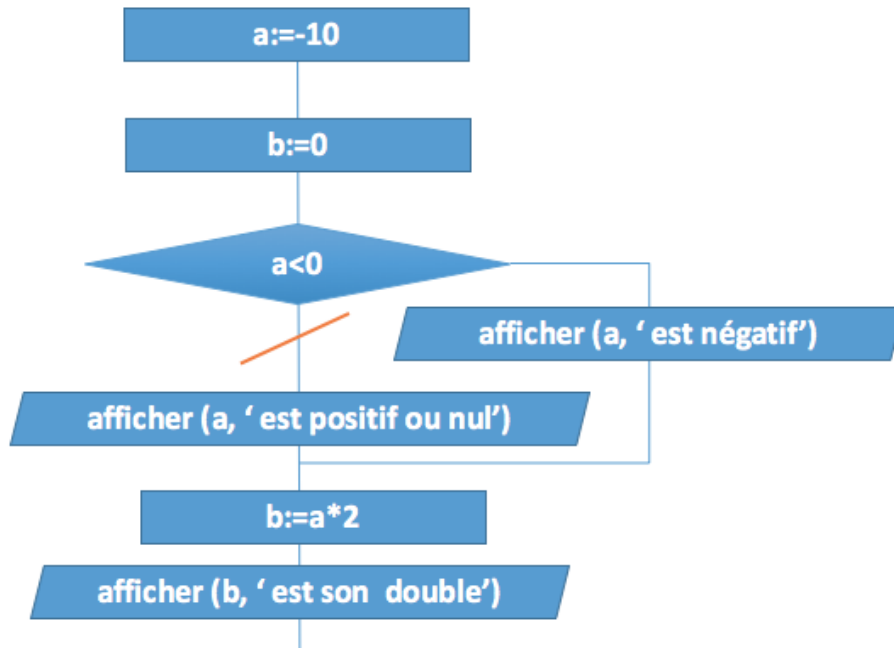 a:=-10
b:=0
a<0
afficher (a, ‘ est négatif’)
afficher (a, ‘ est positif ou nul’)
b:=a*2
afficher (b, ‘ est son  double’)